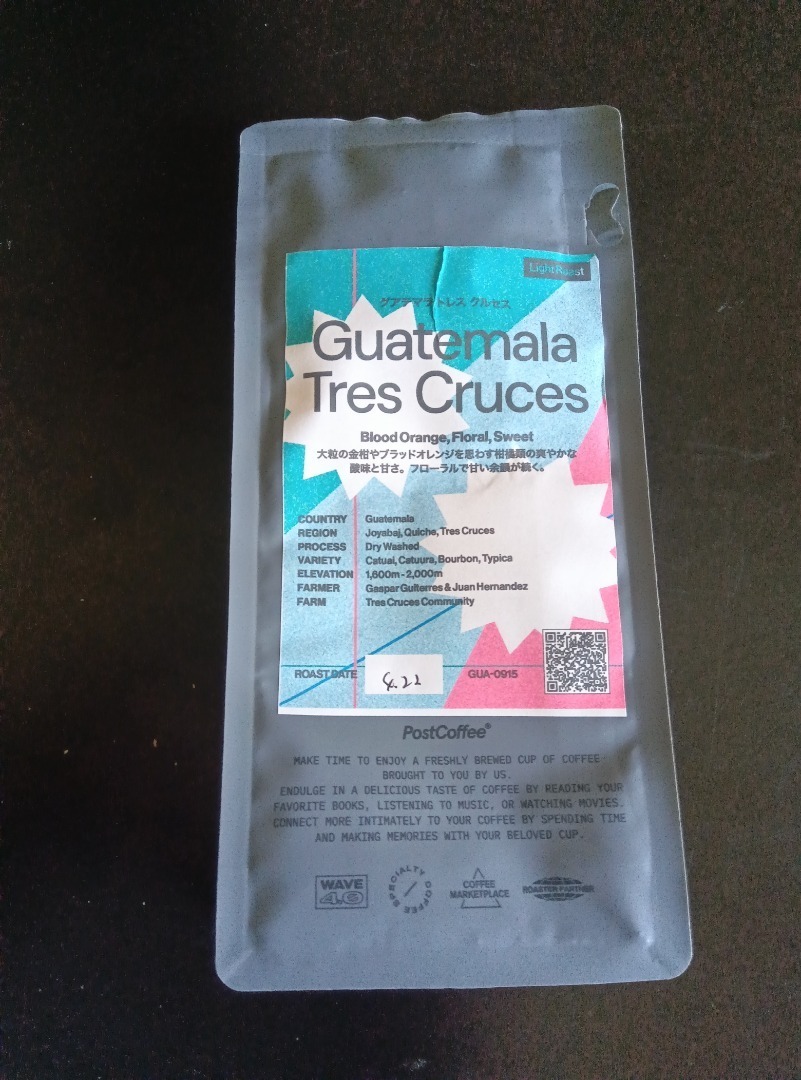 Light Roast
グアテマラ トレス クルセス
Guatemala
Tres Cruces
Blood Orange, Floral, Sweet
大粒の金柑やブラッドオレンジを思わす柑橘類の爽やかな
酸味と甘さ。フローラルで甘い余韻が続く。
COUNTRY Guatemala
REGION Joyabaj, Quiche, Tres Cruces
PROCESS Dry Washed
VARIETY Catuai, Catuura, Bourbon, Typica
ELEVATION 1,600m - 2,000m
FARMER Gaspar Guiterres & Juan Hernandez
FARM Tres Cruces Community
ROAST DATE 4.22 GUA-0915
PostCoffee®
MAKE TIME TO ENJOY A FRESHLY BREWED CUP OF COFFEE
BROUGHT TO YOU BY US.
ENDULGE IN A DELICIOUS TASTE OF COFFEE BY READING YOUR
FAVORITE BOOKS, LISTENING TO MUSIC, OR WATCHING MOVIES.
CONNECT MORE INTIMATELY TO YOUR COFFEE BY SPENDING TIME
AND MAKING MEMORIES WITH YOUR BELOVED CUP.
WAVE
4.0
SPECIALTY COFFEE
COFFEE
MARKETPLACE
ROASTER PARTNER